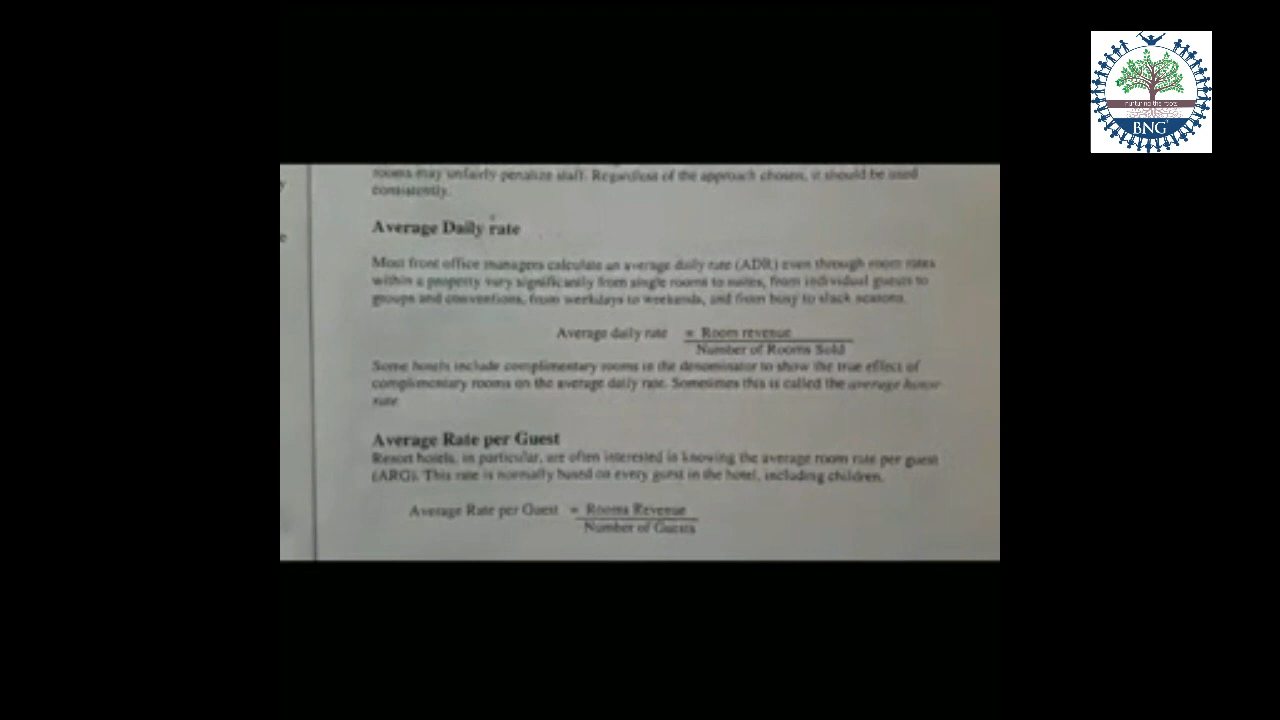 nurturing the roots
BNG
rooms may unfairly penalize staff. Regardless of the approach chosen, it should be used
consistently.
Average Daily rate
Most front office managers calculate an average daily rate (ADR) even through room rates
within a property vary significantly from single rooms to suites, from individual guests to
groups and conventions, from weekdays to weekends, and from busy to slack seasons.
Average daily rate = Room revenue
Number of Rooms Sold
Some hotels include complimentary rooms in the denominator to show the true effect of
complimentary rooms on the average daily rate. Sometimes this is called the average house
rate
Average Rate per Guest
Resort hotels, in particular, are often interested in knowing the average room rate per guest
(ARG). This rate is normally based on every guest in the hotel, including children.
Average Rate per Guest = Rooms Revenue
Number of Guests